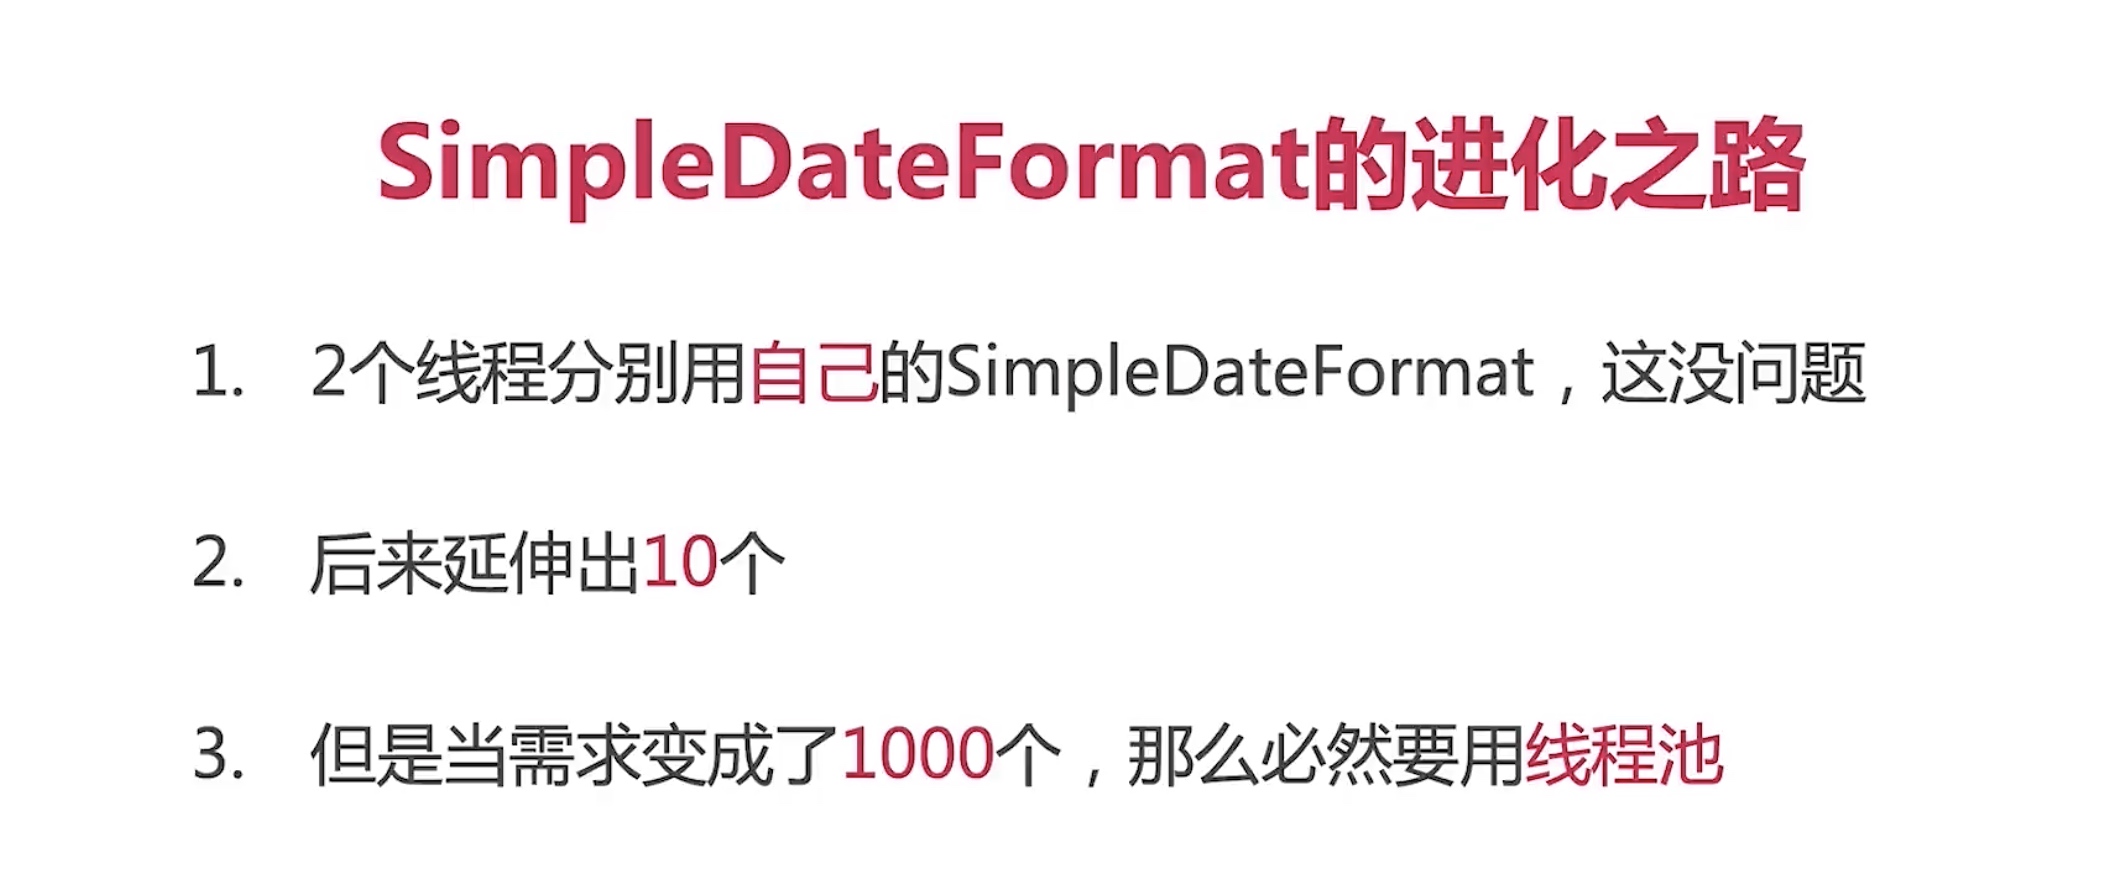 SimpleDateFormat的进化之路
1. 2个线程分别用自己的SimpleDateFormat，这没问题
2. 后来延伸出10个
3. 但是当需求变成了1000个，那么必然要用线程池